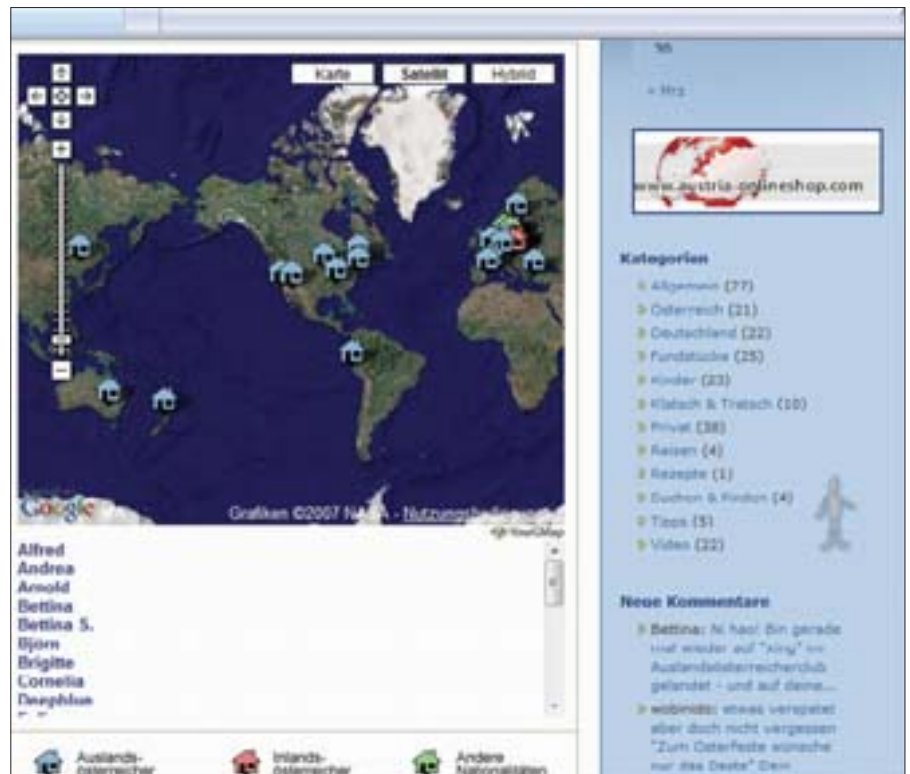 Karte Satellit Hybrid
Google
Grafiken ©2007 NASA -
Alfred
Andrea
Arnold
Bettina
Bettina S.
Bjorn
Brigitte
Cornelia
Auslands-
österreicher
Inlands-
österreicher
Andere
Nationalitäten
« Mrz
www.austria-onlineshop.com
Kategorien
Allgemein (77)
Österreich (21)
Deutschland (22)
Fundstücke (25)
Kinder (23)
Klatsch & Tratsch (10)
Privat (38)
Reisen (4)
Rezepte (1)
Suchen & Finden (4)
Tipps (5)
Video (22)
Neue Kommentare
Bettina: Ni hao! Bin gerade
mal wieder auf "xing" im
Auslandsösterreicherclub
gelandet - und auf deine...
etwas verspätet
aber doch nicht vergessen
"Zum Osterfeste wünsche
nur das Beste" Dein